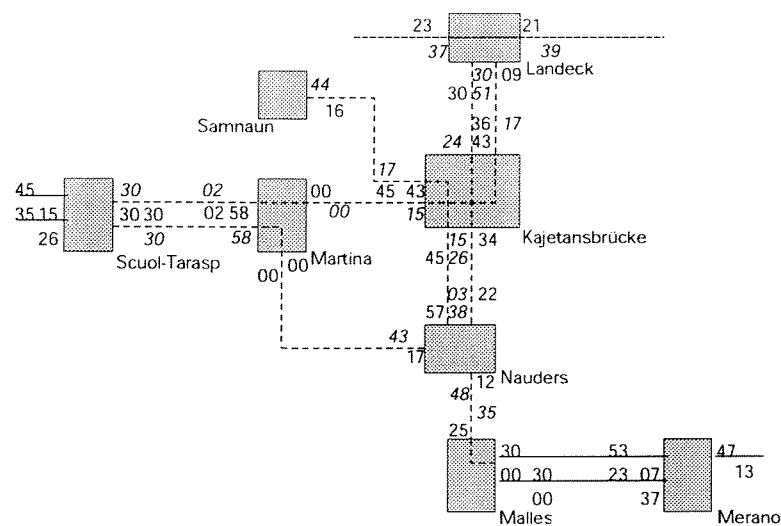 23 21
37 39
30 09 Landeck
30 51
44
Samnaun 16
36 17
24 43
17
45 30 02 00 45 43
00 15
35 15 30 30 02 58
26 30 58 15 34 Kajetansbrücke
Scuol-Tarasp 00 00 Martina 45 26
03 22
57 38
43
17
12 Nauders
48
35
25
30 53 47
00 30 23 07 13
00 37
Malles Merano